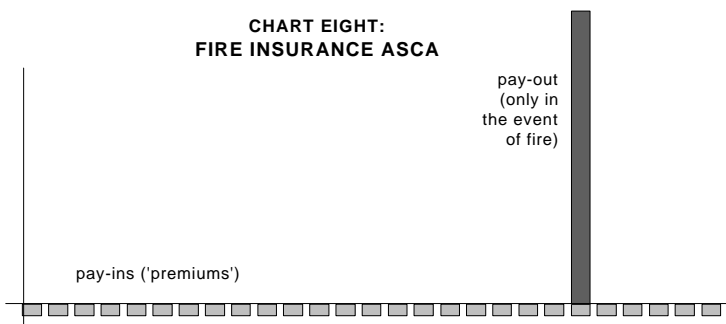 CHART EIGHT:
FIRE INSURANCE ASCA
pay-out
(only in
the event
of fire)
pay-ins ('premiums')